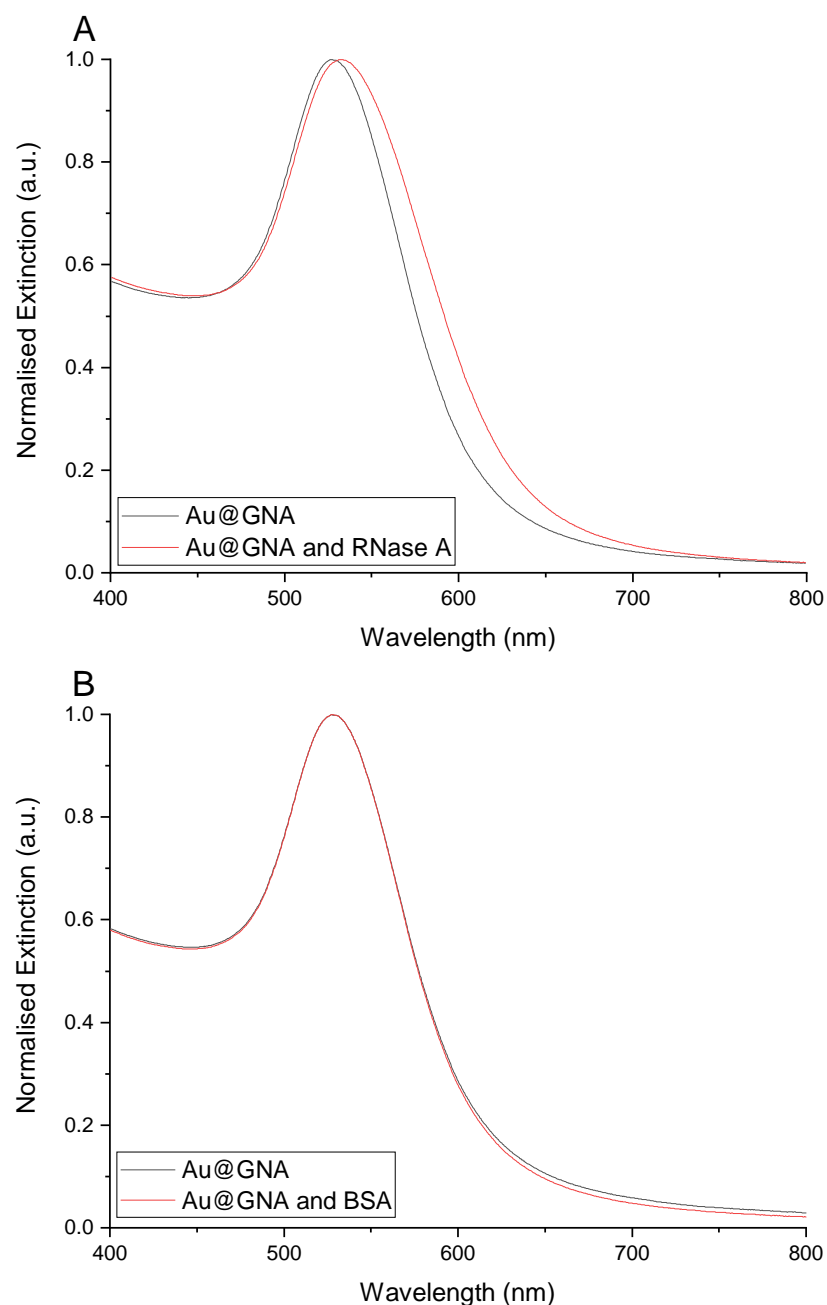 A
1.0
0.8
0.6
0.4
0.2
0.0
Normalised Extinction (a.u.)
Au@GNA
Au@GNA and RNase A
400 500 600 700 800
Wavelength (nm)
B
1.0
0.8
0.6
0.4
0.2
0.0
Normalised Extinction (a.u.)
Au@GNA
Au@GNA and BSA
400 500 600 700 800
Wavelength (nm)